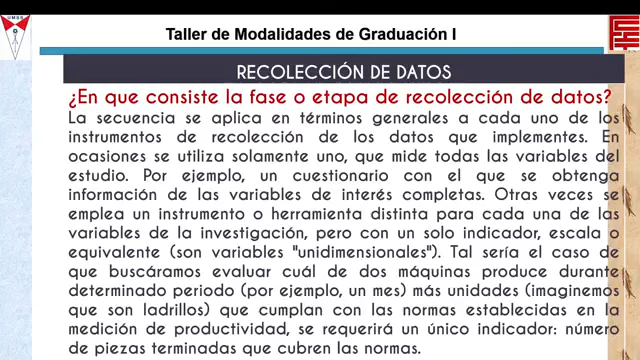 UMSS
Taller de Modalidades de Graduación I
RECOLECCIÓN DE DATOS
¿En que consiste la fase o etapa de recolección de datos?
La secuencia se aplica en términos generales a cada uno de los
instrumentos de recolección de los datos que implementes. En
ocasiones se utiliza solamente uno, que mide todas las variables del
estudio. Por ejemplo, un cuestionario con el que se obtenga
información de las variables de interés completas. Otras veces se
emplea un instrumento o herramienta distinta para cada una de las
variables de la investigación, pero con un solo indicador, escala o
equivalente (son variables "unidimensionales"). Tal sería el caso de
que buscáramos evaluar cuál de dos máquinas produce durante
determinado periodo (por ejemplo, un mes) más unidades (imaginemos
que son ladrillos) que cumplan con las normas establecidas en la
medición de productividad, se requerirá un único indicador: número
de piezas terminadas que cubren las normas.